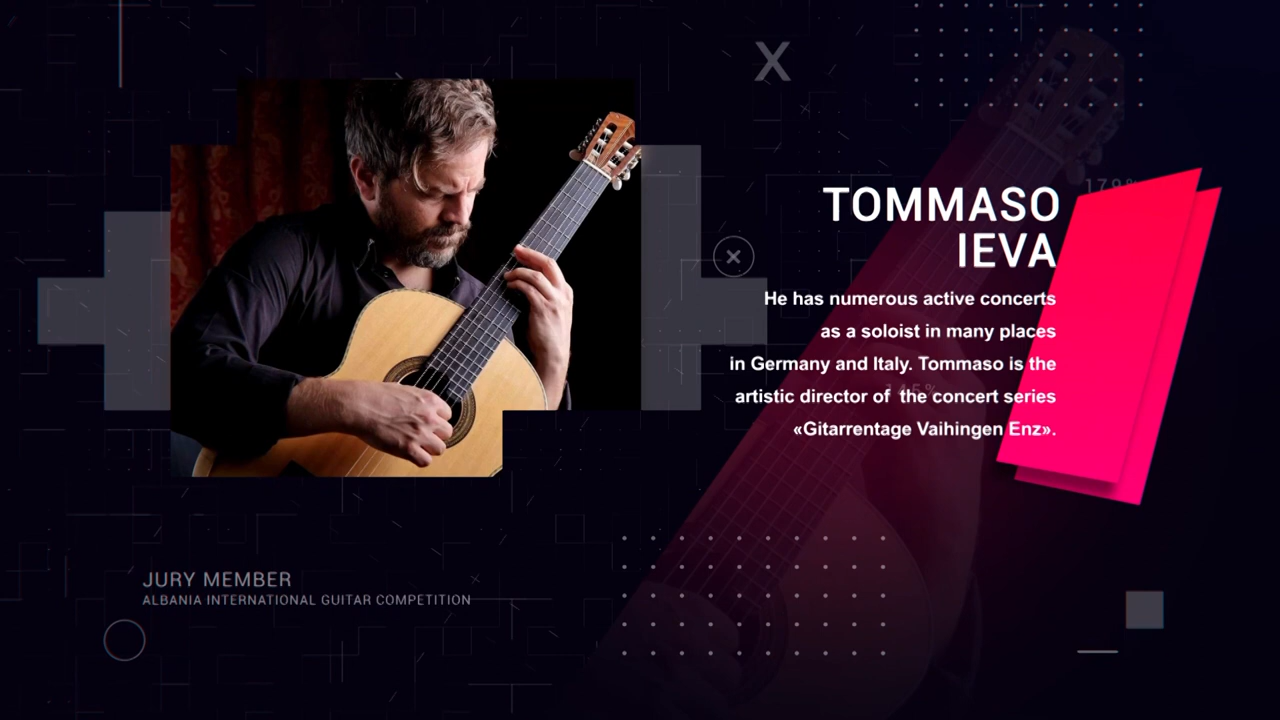 X
179%
TOMMASO
IEVA
He has numerous active concerts
as a soloist in many places
in Germany and Italy. Tommaso is the
artistic director of the concert series
«Gitarrentage Vaihingen Enz».
JURY MEMBER
ALBANIA INTERNATIONAL GUITAR COMPETITION